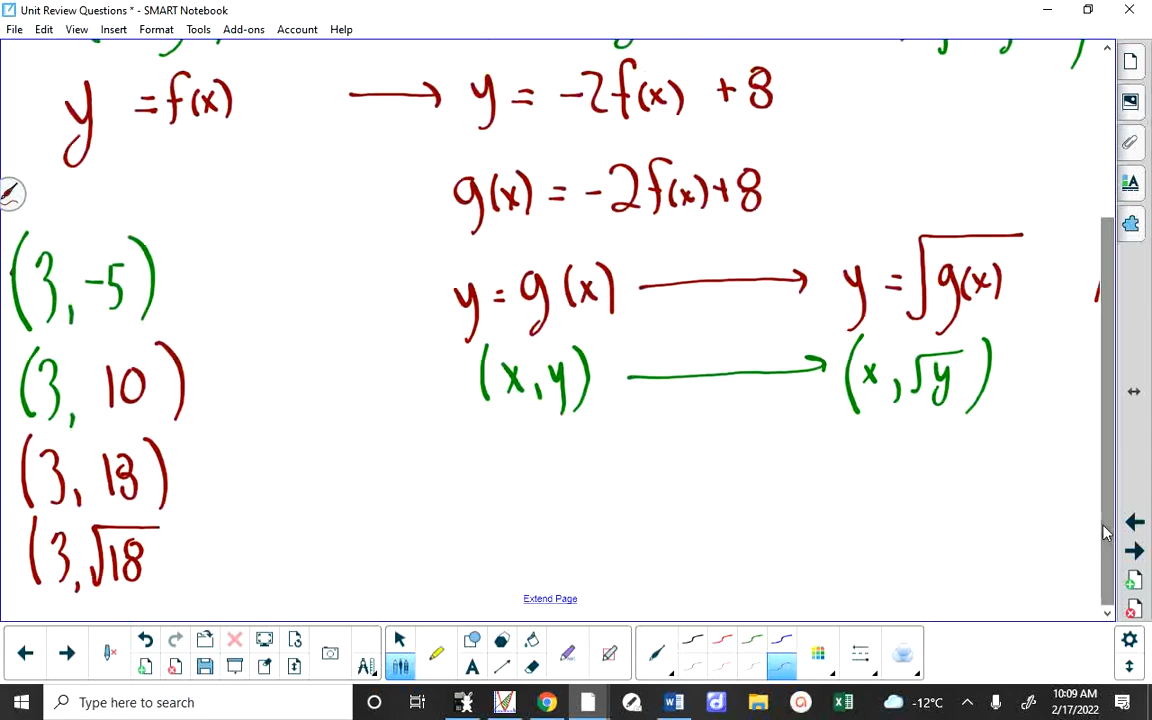 Unit Review Questions * - SMART Notebook
File Edit View Insert Format Tools Add-ons Account Help
y = f(x) → y = -2f(x) + 8
g(x) = -2f(x)+8
(3, -5)
y = g(x) → y = √g(x)
(3, 10)
(x, y) → (x, √y)
(3, 18)
(3, √18
Extend Page
Type here to search
-12°C
10:09 AM
2/17/2022